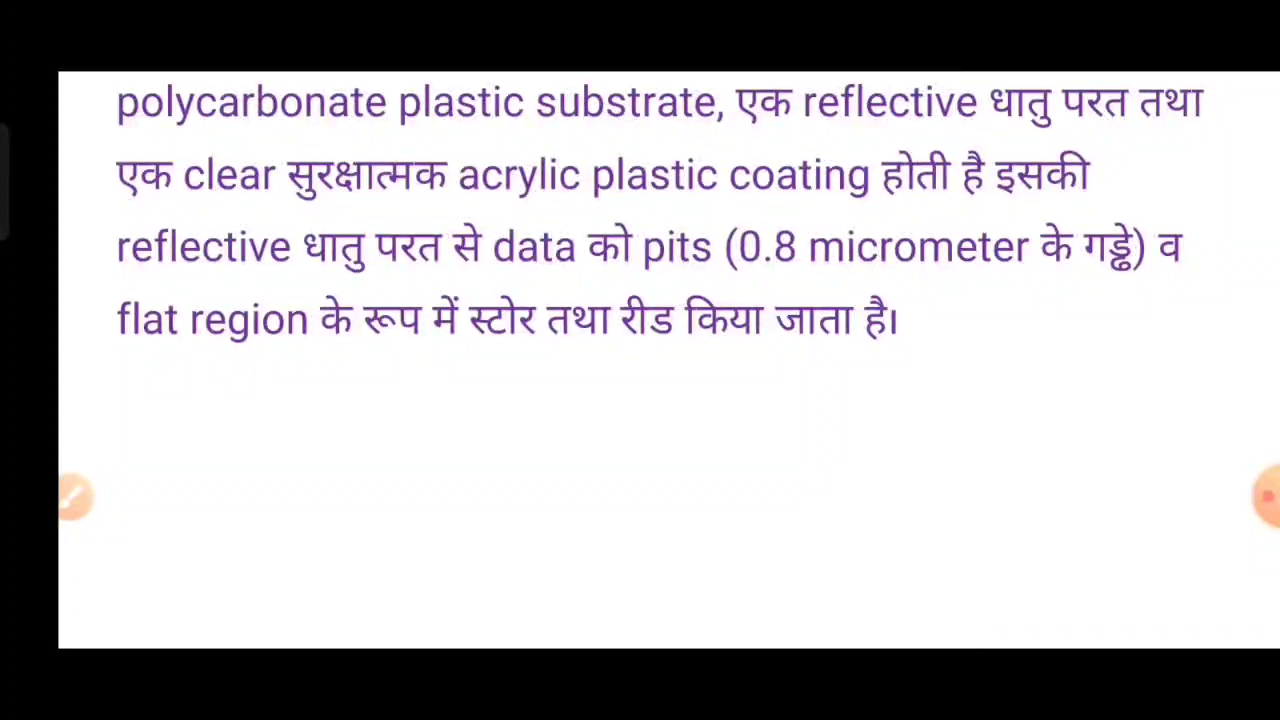 polycarbonate plastic substrate, एक reflective धातु परत तथा
एक clear सुरक्षात्मक acrylic plastic coating होती है इसकी
reflective धातु परत से data को pits (0.8 micrometer के गड्ढे) व
flat region के रूप में स्टोर तथा रीड किया जाता है।